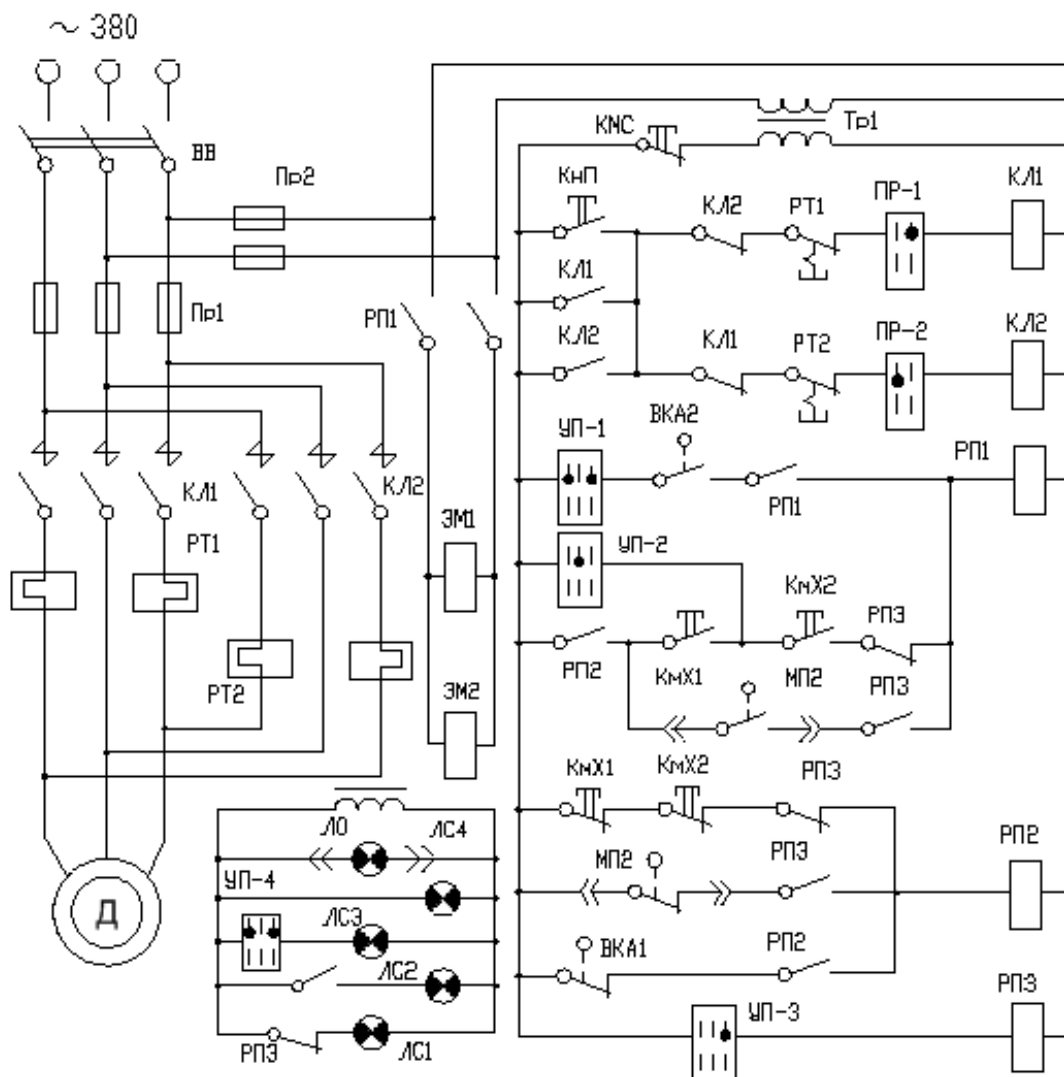 ~ 380
ВВ
Пр2
Пр1
РП1
КЛ1
КЛ2
РТ1
РТ2
ЭМ1
ЭМ2
Д
ЛО
ЛС4
УП-4
ЛС3
ЛС2
РП3
ЛС1
KNC
Тр1
КнП
КЛ2
РТ1
ПР-1
КЛ1
КЛ1
КЛ2
КЛ1
РТ2
ПР-2
КЛ2
УП-1
ВКА2
РП1
РП1
УП-2
КмХ2
РП3
РП2
КмХ1
МП2
РП3
РП3
КмХ1
КмХ2
РП3
РП2
МП2
ВКА1
РП2
УП-3
РП3